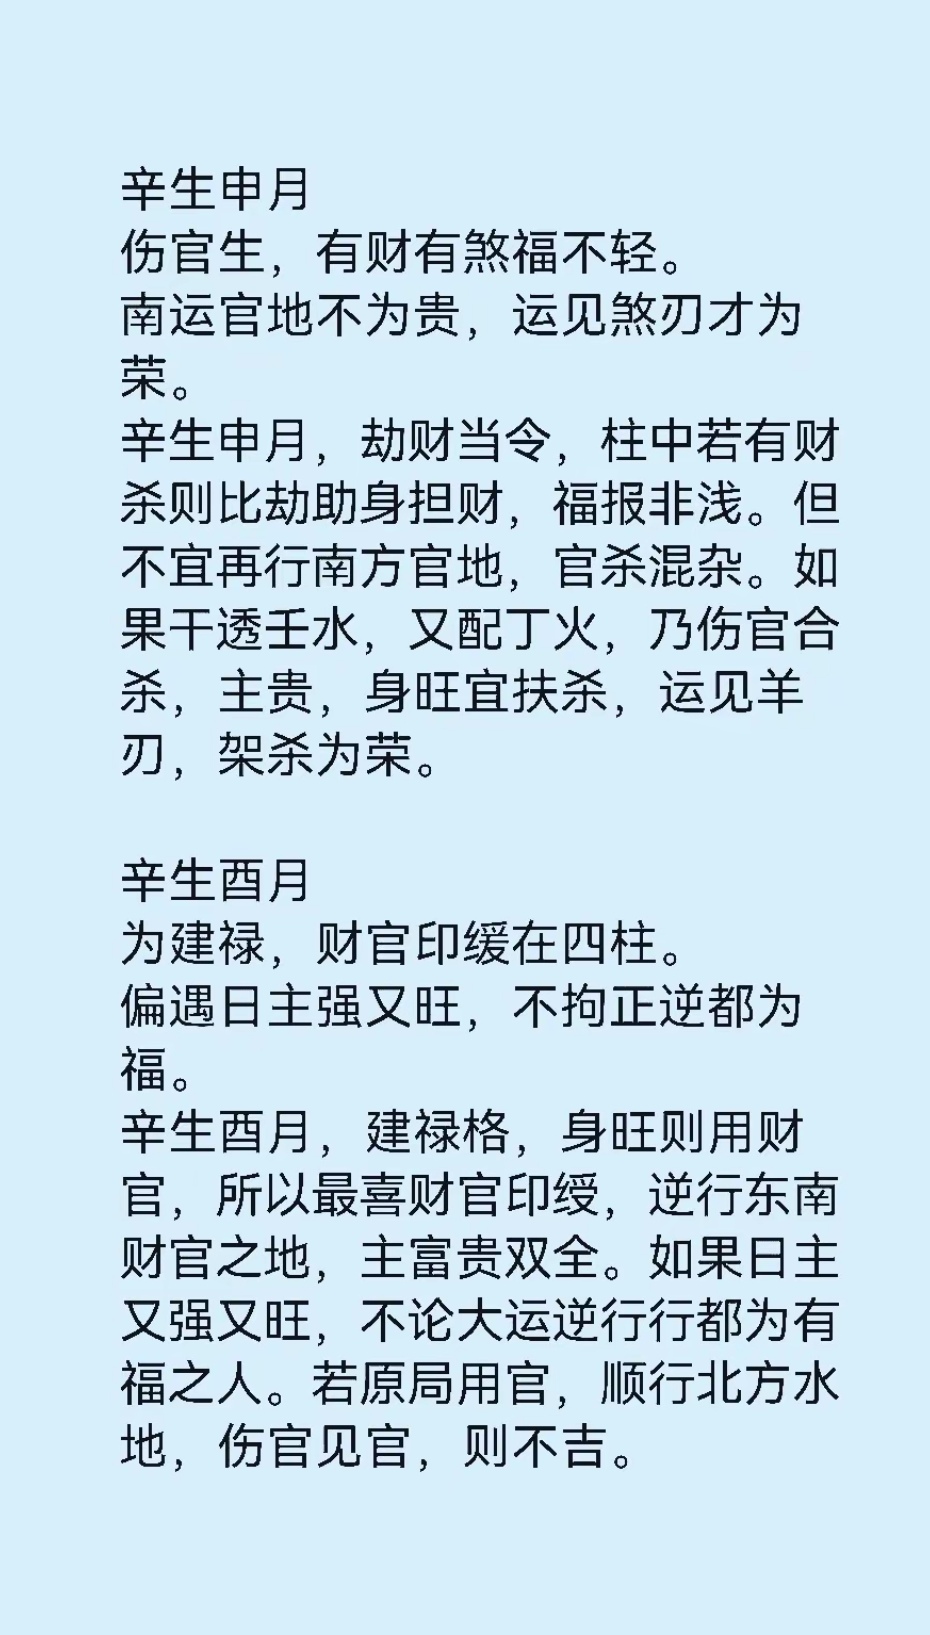 辛生申月
伤官生，有财有煞福不轻。
南运官地不为贵，运见煞刃才为
荣。
辛生申月，劫财当令，柱中若有财
杀则比劫助身担财，福报非浅。但
不宜再行南方官地，官杀混杂。如
果干透壬水，又配丁火，乃伤官合
杀，主贵，身旺宜扶杀，运见羊
刃，架杀为荣。
辛生酉月
为建禄，财官印缓在四柱。
偏遇日主强又旺，不拘正逆都为
福。
辛生酉月，建禄格，身旺则用财
官，所以最喜财官印绶，逆行东南
财官之地，主富贵双全。如果日主
又强又旺，不论大运逆行行都为有
福之人。若原局用官，顺行北方水
地，伤官见官，则不吉。